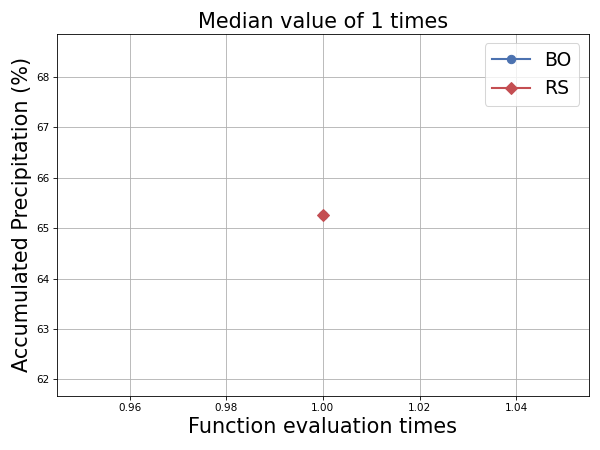 Median value of 1 times
BO
RS
Accumulated Precipitation (%)
68
67
66
65
64
63
62
0.96
0.98
1.00
1.02
1.04
Function evaluation times